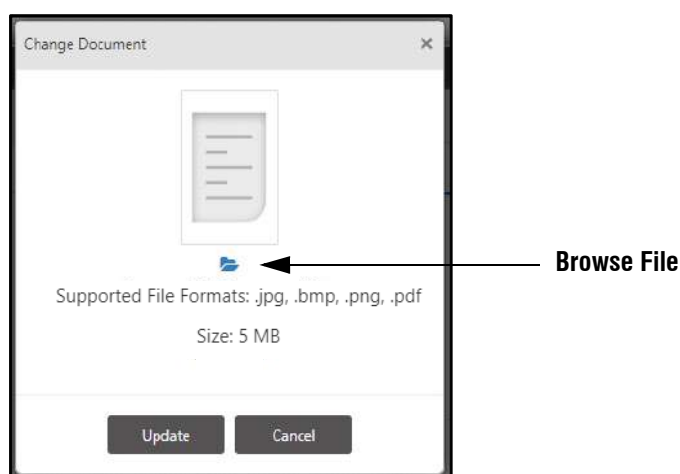 Change Document ×
Browse File
Supported File Formats: .jpg, .bmp, .png, .pdf
Size: 5 MB
Update Cancel